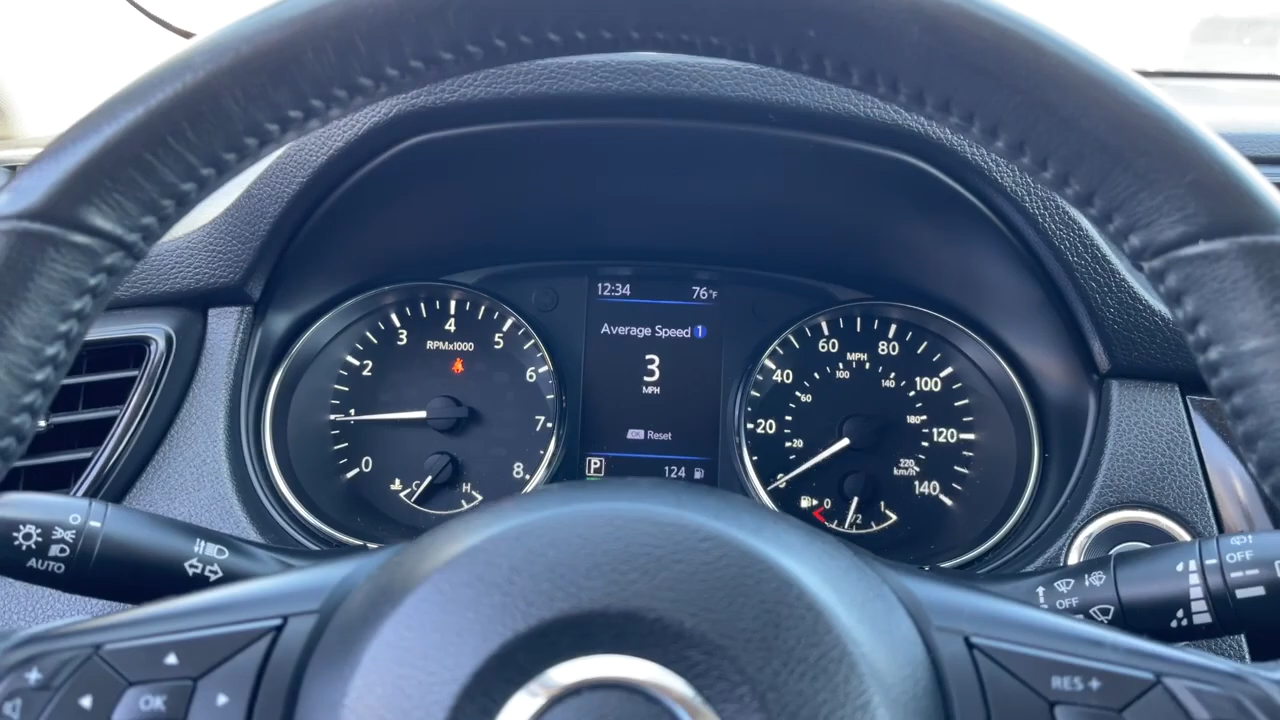 12:34 76°F
Average Speed 1
3
MPH
OK Reset
P 124
0 1 2 3 4 5 6 7 8
RPMx1000
C H
0 20 40 60 80 100 120 140
MPH
20 60 100 140 180 220
km/h
0 1/2 1
AUTO
OFF
OFF
OK
RES +